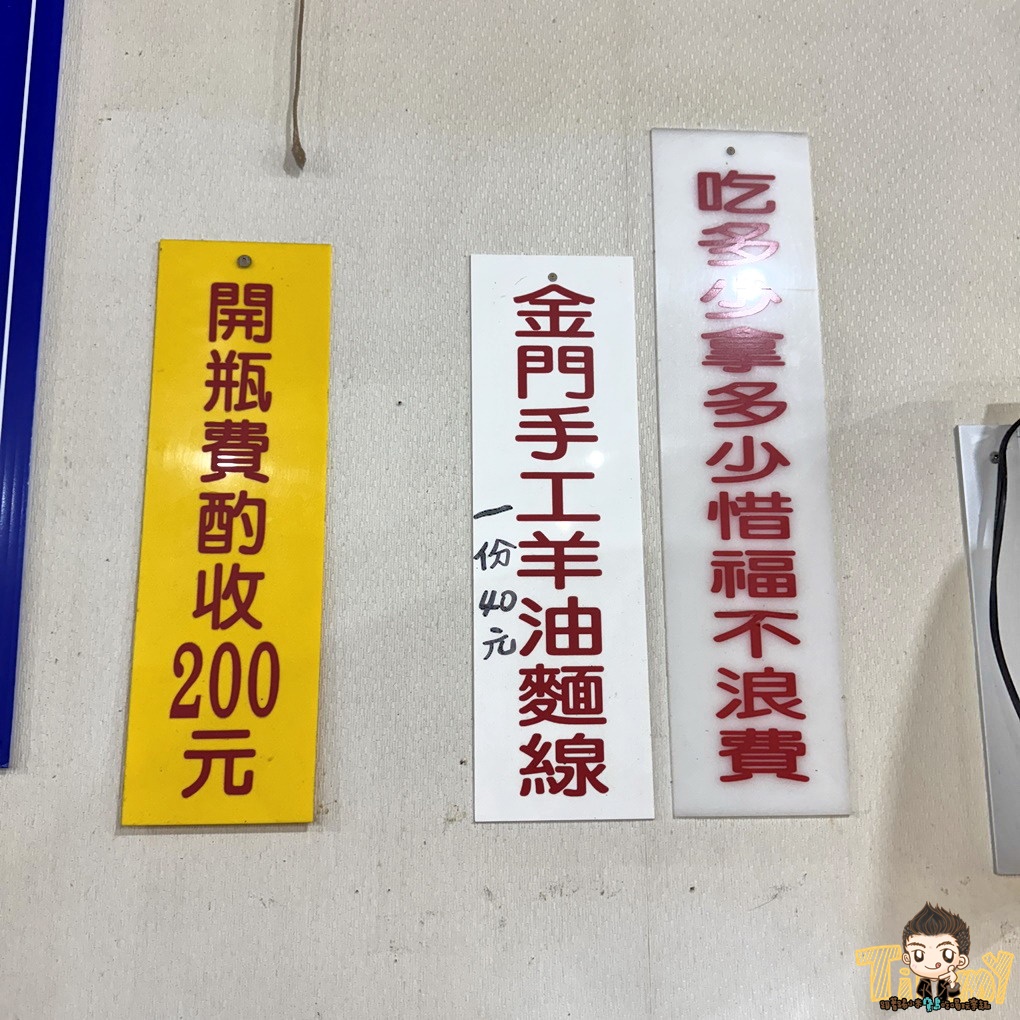 開瓶費酌收200元
金門手工羊油麵線
一份40元
吃多少拿多少惜福不浪費